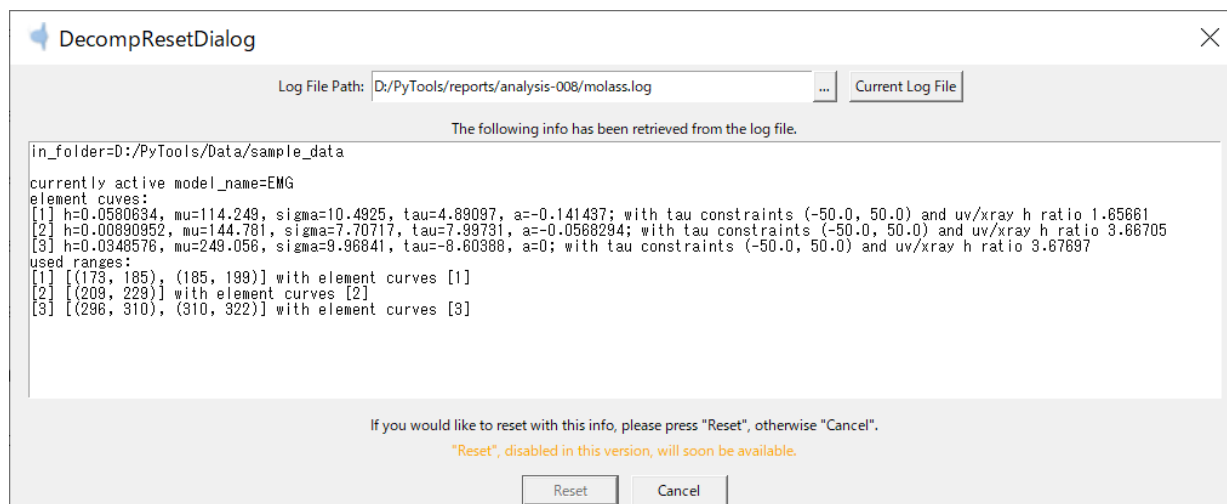 DecompResetDialog
Log File Path: D:/PyTools/reports/analysis-008/molass.log ... Current Log File
The following info has been retrieved from the log file.
in_folder=D:/PyTools/Data/sample_data
currently active model_name=EMG
element cuves:
[1] h=0.0580634, mu=114.249, sigma=10.4925, tau=4.89097, a=-0.141437; with tau constraints (-50.0, 50.0) and uv/xray h ratio 1.65661
[2] h=0.00890952, mu=144.781, sigma=7.70717, tau=7.99731, a=-0.0568294; with tau constraints (-50.0, 50.0) and uv/xray h ratio 3.66705
[3] h=0.0348576, mu=249.056, sigma=9.96841, tau=-8.60388, a=0; with tau constraints (-50.0, 50.0) and uv/xray h ratio 3.67697
used ranges:
[1] [(173, 185), (185, 199)] with element curves [1]
[2] [(209, 229)] with element curves [2]
[3] [(296, 310), (310, 322)] with element curves [3]
If you would like to reset with this info, please press "Reset", otherwise "Cancel".
"Reset", disabled in this version, will soon be available.
Reset Cancel